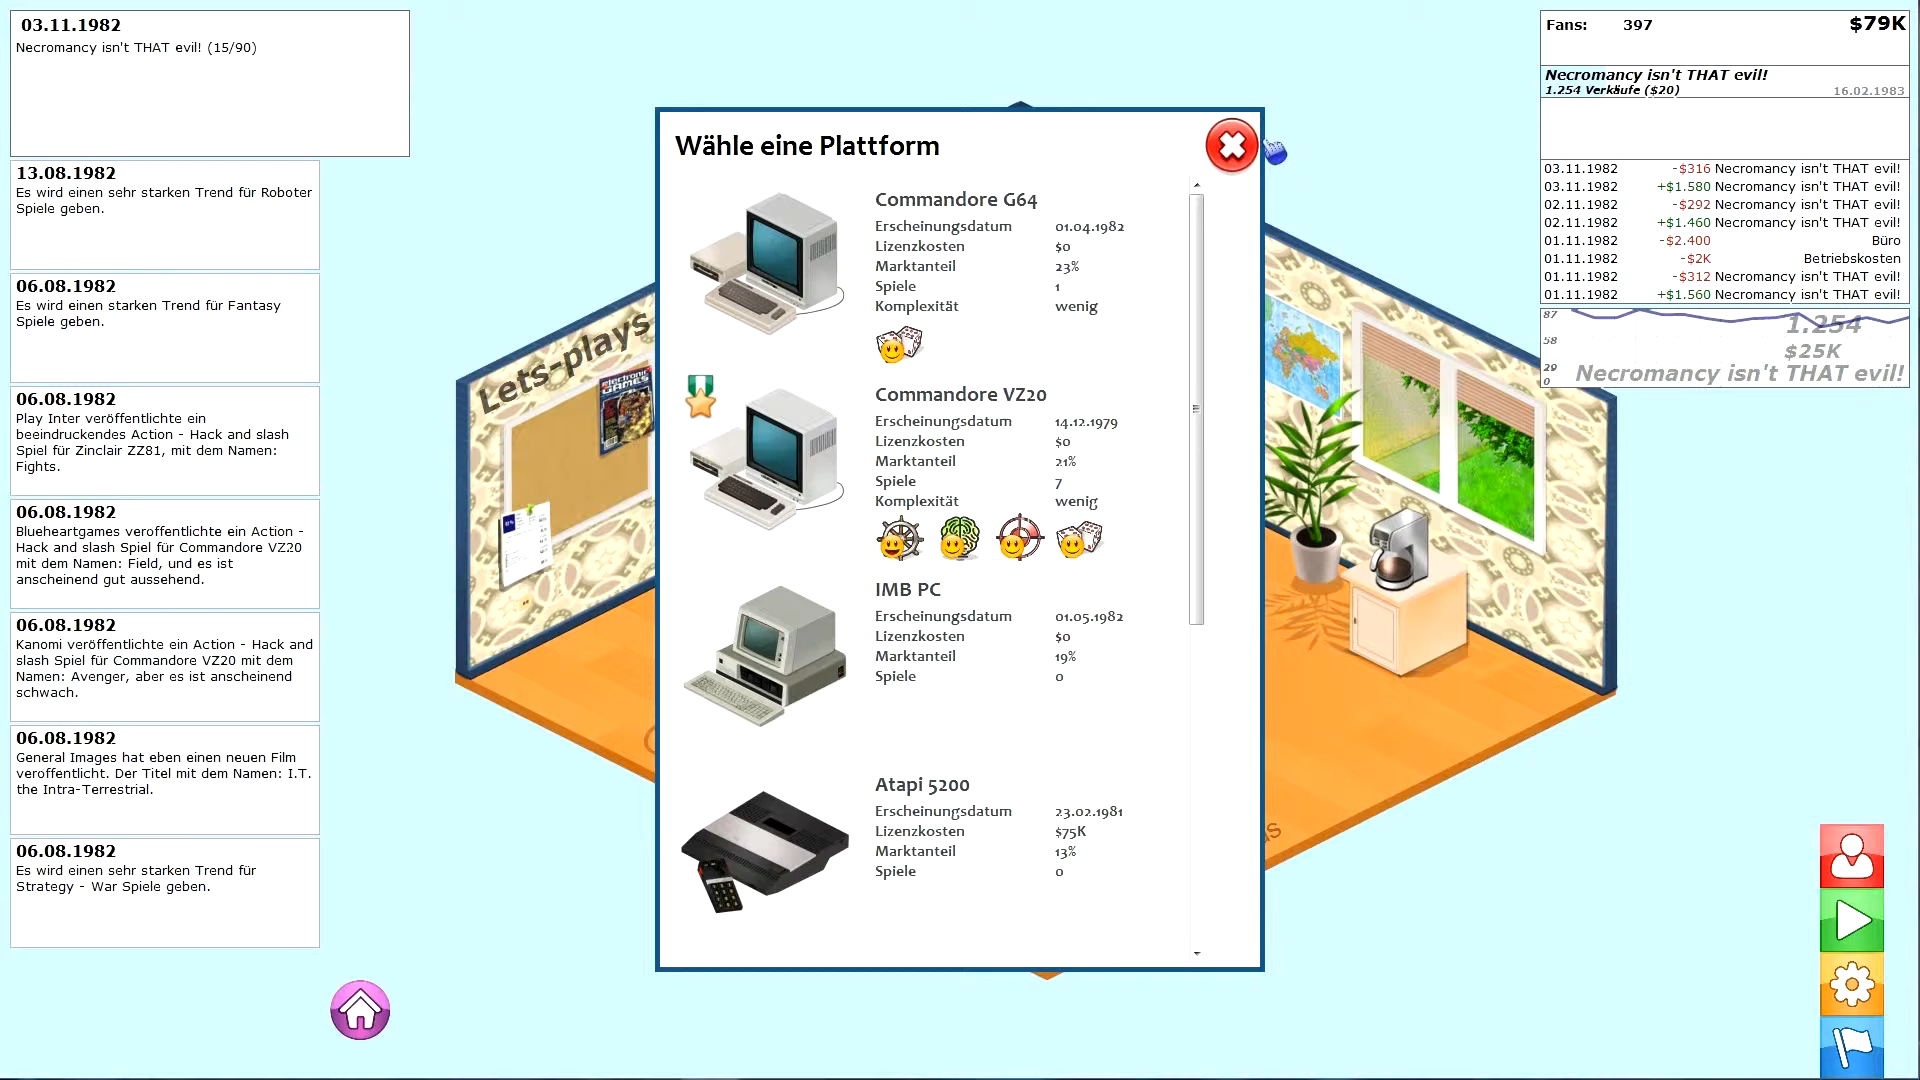 03.11.1982
Necromancy isn't THAT evil! (15/90)
13.08.1982
Es wird einen sehr starken Trend für Roboter
Spiele geben.
06.08.1982
Es wird einen starken Trend für Fantasy
Spiele geben.
06.08.1982
Play Inter veröffentlichte ein
beeindruckendes Action - Hack and slash
Spiel für Zinclair ZZ81, mit dem Namen:
Fights.
06.08.1982
Blueheartgames veroffentlichte ein Action -
Hack and slash Spiel für Commandore VZ20
mit dem Namen: Field, und es ist
anscheinend gut aussehend.
06.08.1982
Kanomi veröffentlichte ein Action - Hack and
slash Spiel für Commandore VZ20 mit dem
Namen: Avenger, aber es ist anscheinend
schwach.
06.08.1982
General Images hat eben einen neuen Film
veroffentlicht. Der Titel mit dem Namen: I.T.
the Intra-Terrestrial.
06.08.1982
Es wird einen sehr starken Trend für
Strategy - War Spiele geben.
Lets-plays
electronic
GAMES
Wähle eine Plattform
Commandore G64
Erscheinungsdatum 01.04.1982
Lizenzkosten $0
Marktanteil 23%
Spiele 1
Komplexität wenig
Commandore VZ20
Erscheinungsdatum 14.12.1979
Lizenzkosten $0
Marktanteil 21%
Spiele 7
Komplexität wenig
IMB PC
Erscheinungsdatum 01.05.1982
Lizenzkosten $0
Marktanteil 19%
Spiele 0
Atapi 5200
Erscheinungsdatum 23.02.1981
Lizenzkosten $75K
Marktanteil 13%
Spiele 0
Fans: 397 $79K
Necromancy isn't THAT evil!
1.254 Verkäufe ($20) 16.02.1983
03.11.1982 -$316 Necromancy isn't THAT evil!
03.11.1982 +$1.580 Necromancy isn't THAT evil!
02.11.1982 -$292 Necromancy isn't THAT evil!
02.11.1982 +$1.460 Necromancy isn't THAT evil!
01.11.1982 -$2.400 Büro
01.11.1982 -$2K Betriebskosten
01.11.1982 -$312 Necromancy isn't THAT evil!
01.11.1982 +$1.560 Necromancy isn't THAT evil!
87
58
29
0
1.254
$25K
Necromancy isn't THAT evil!